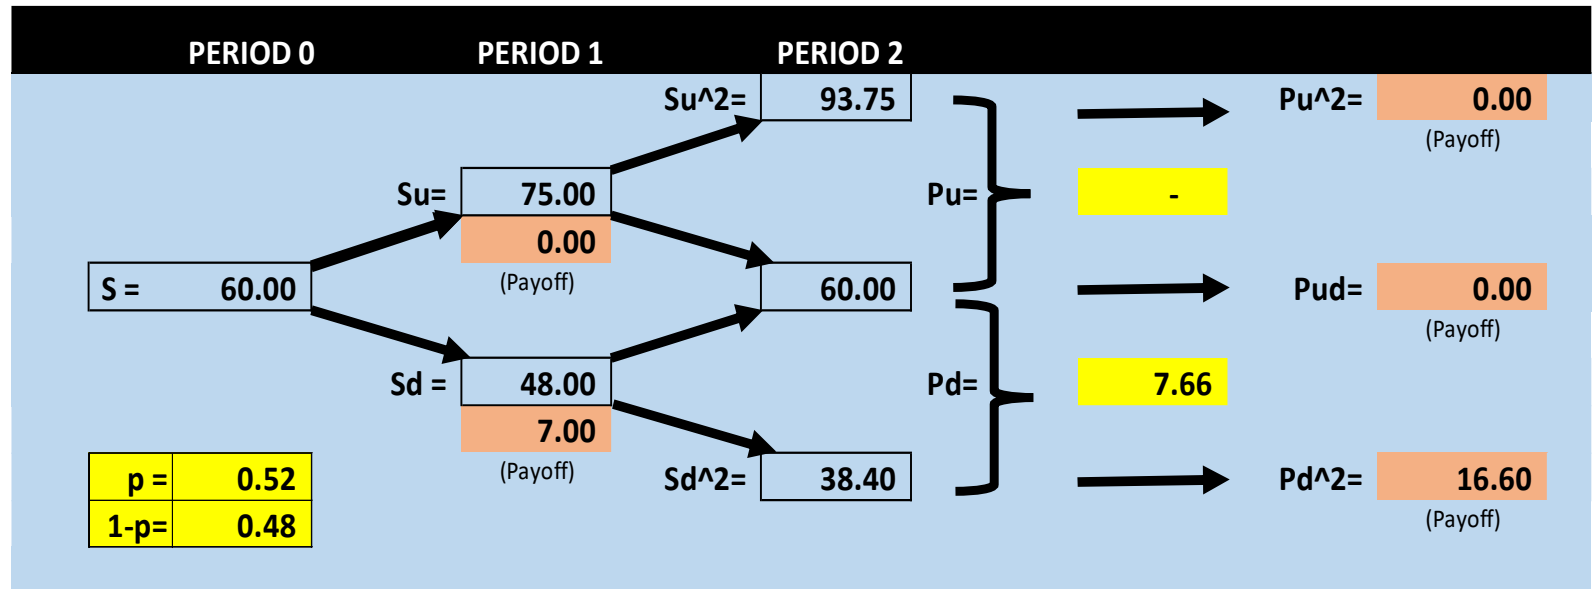 PERIOD 0 PERIOD 1 PERIOD 2
Su^2= 93.75 Pu^2= 0.00
(Payoff)
Su= 75.00 Pu= -
0.00
(Payoff)
S = 60.00 60.00 Pud= 0.00
(Payoff)
Sd = 48.00 Pd= 7.66
7.00
(Payoff)
p = 0.52 Sd^2= 38.40 Pd^2= 16.60
1-p= 0.48 (Payoff)